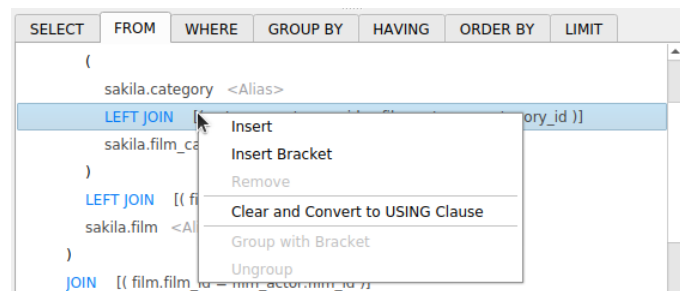 SELECT FROM WHERE GROUP BY HAVING ORDER BY LIMIT
(
sakila.category <Alias>
LEFT JOIN ory_id )]
Insert
sakila.film_ca
Insert Bracket
)
Remove
LEFT JOIN [( fi
Clear and Convert to USING Clause
sakila.film <Al
Group with Bracket
)
Ungroup
JOIN [( film.film_id = film_actor.film_id )]